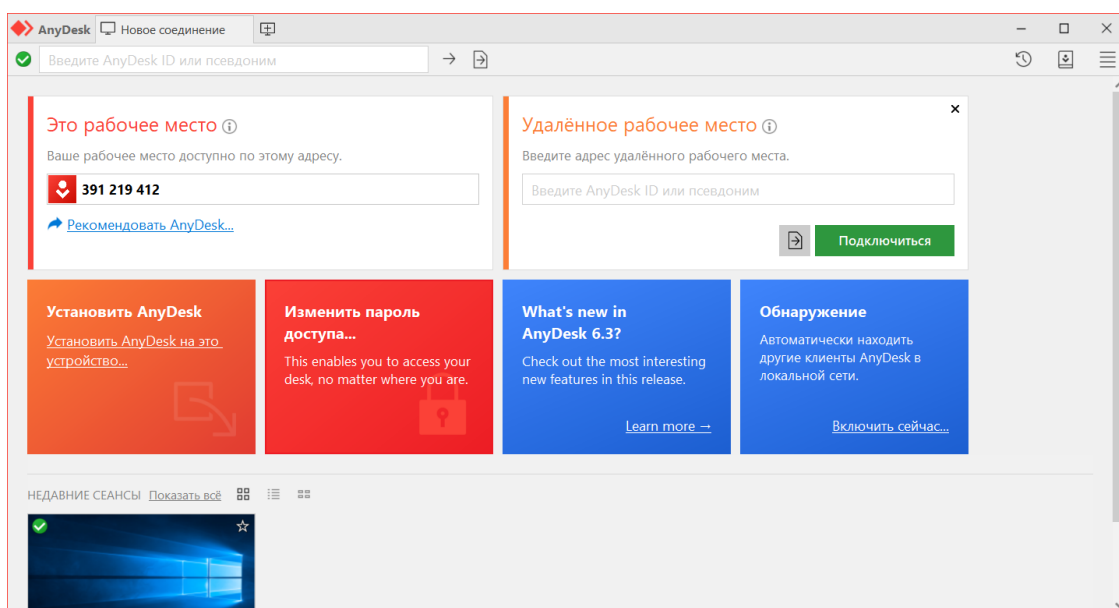 AnyDesk Новое соединение
Введите AnyDesk ID или псевдоним
Это рабочее место
Ваше рабочее место доступно по этому адресу.
391 219 412
Рекомендовать AnyDesk...
Удалённое рабочее место
Введите адрес удалённого рабочего места.
Введите AnyDesk ID или псевдоним
Подключиться
Установить AnyDesk
Установить AnyDesk на это
устройство...
Изменить пароль
доступа...
This enables you to access your
desk, no matter where you are.
What's new in
AnyDesk 6.3?
Check out the most interesting
new features in this release.
Learn more →
Обнаружение
Автоматически находить
другие клиенты AnyDesk в
локальной сети.
Включить сейчас...
НЕДАВНИЕ СЕАНСЫ Показать всё